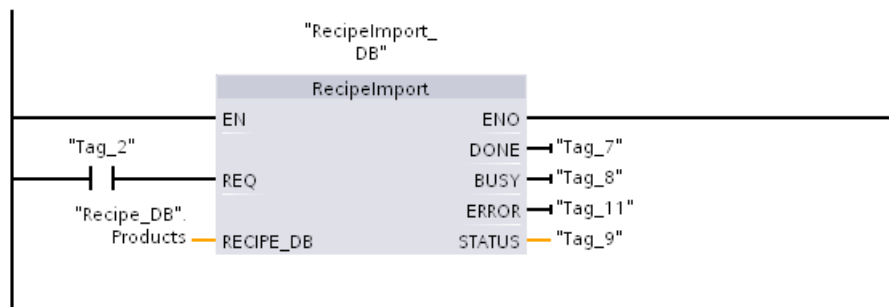 "RecipeImport_
DB"
RecipeImport
EN
ENO
"Tag_2"
DONE
"Tag_7"
REQ
BUSY
"Tag_8"
"Recipe_DB".
Products
ERROR
"Tag_11"
RECIPE_DB
STATUS
"Tag_9"